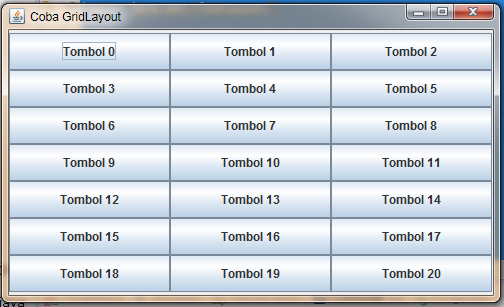 Coba GridLayout
Tombol 0 Tombol 1 Tombol 2
Tombol 3 Tombol 4 Tombol 5
Tombol 6 Tombol 7 Tombol 8
Tombol 9 Tombol 10 Tombol 11
Tombol 12 Tombol 13 Tombol 14
Tombol 15 Tombol 16 Tombol 17
Tombol 18 Tombol 19 Tombol 20